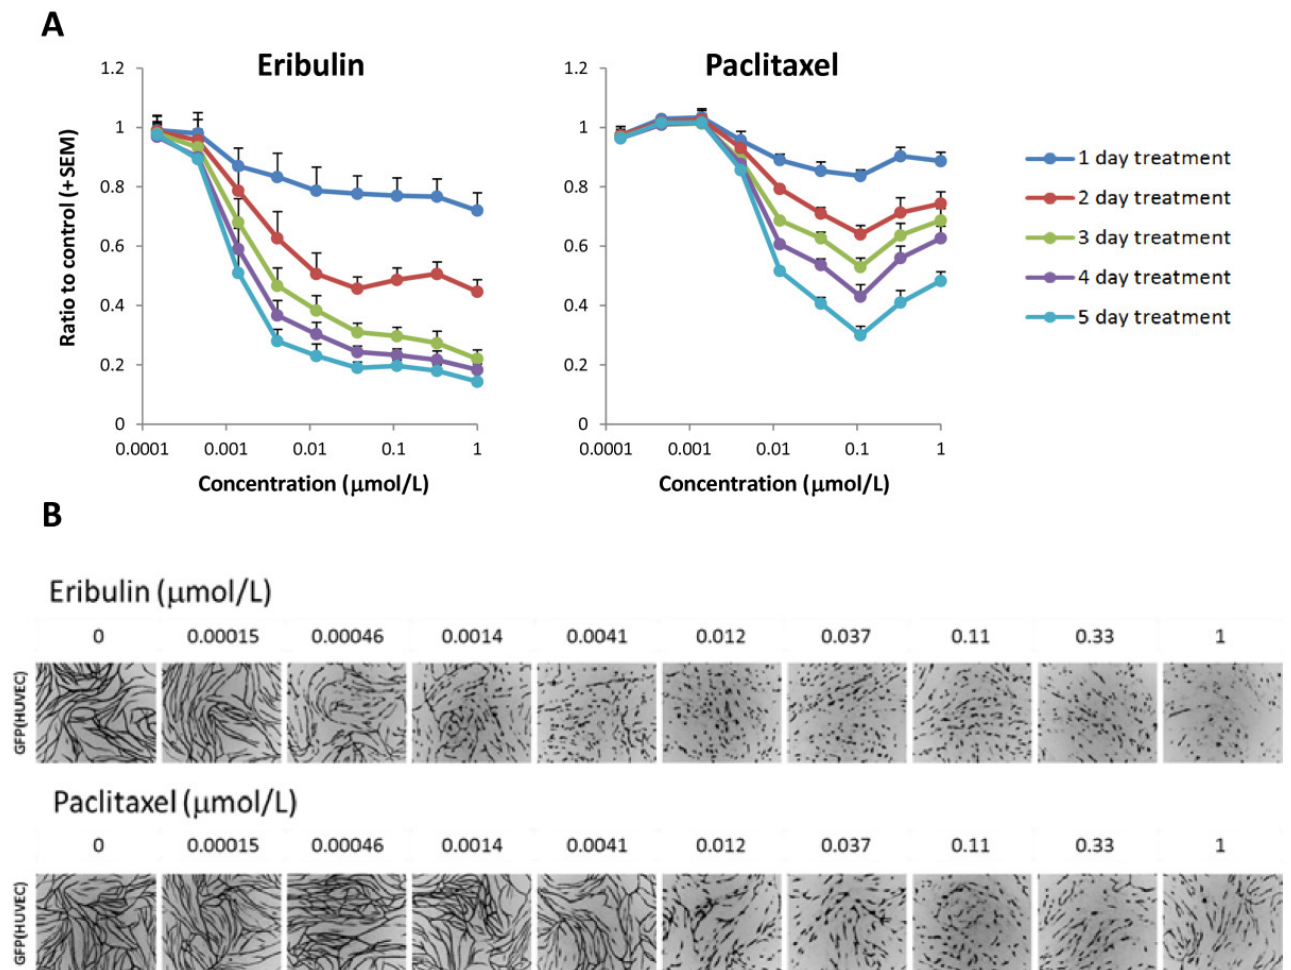 A
Eribulin
Paclitaxel
1.2
1
0.8
0.6
0.4
0.2
0
Ratio to control (+SEM)
0.0001 0.001 0.01 0.1 1
Concentration (μmol/L)
1.2
1
0.8
0.6
0.4
0.2
0
0.0001 0.001 0.01 0.1 1
Concentration (μmol/L)
1 day treatment
2 day treatment
3 day treatment
4 day treatment
5 day treatment
B
Eribulin (μmol/L)
0 0.00015 0.00046 0.0014 0.0041 0.012 0.037 0.11 0.33 1
GFP(HUVEC)
Paclitaxel (μmol/L)
0 0.00015 0.00046 0.0014 0.0041 0.012 0.037 0.11 0.33 1
GFP(HUVEC)